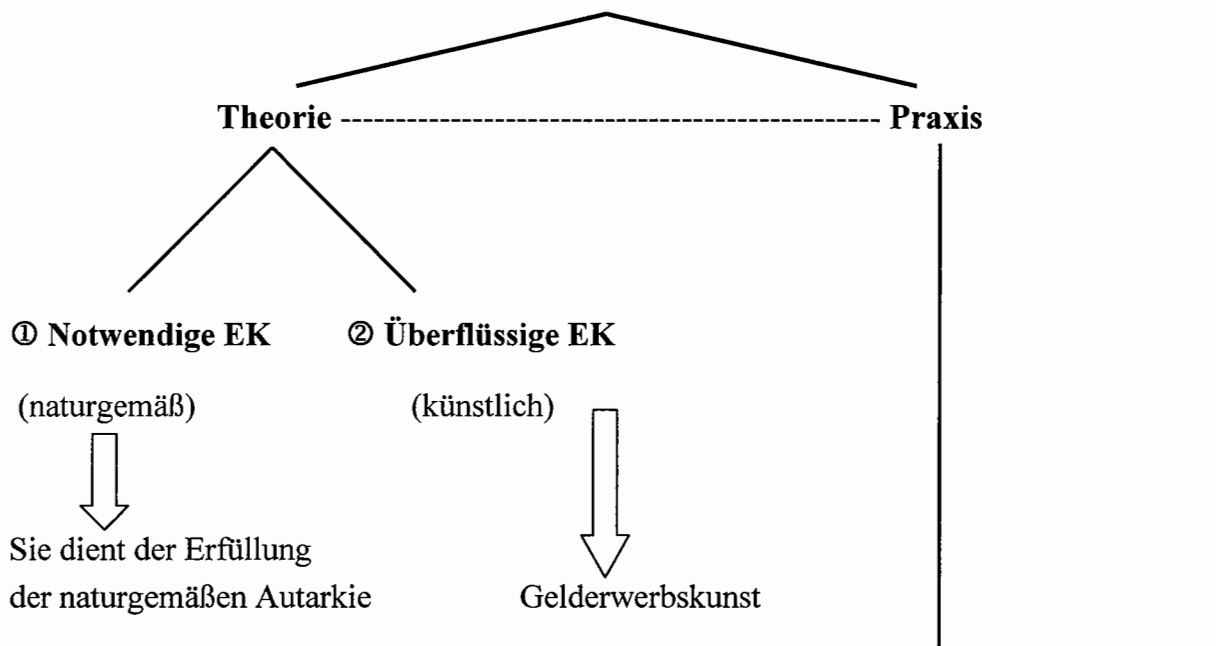 Theorie ------------------------------------------------- Praxis
① Notwendige EK ② Überflüssige EK
(naturgemäß) (künstlich)
Sie dient der Erfüllung
der naturgemäßen Autarkie Gelderwerbskunst